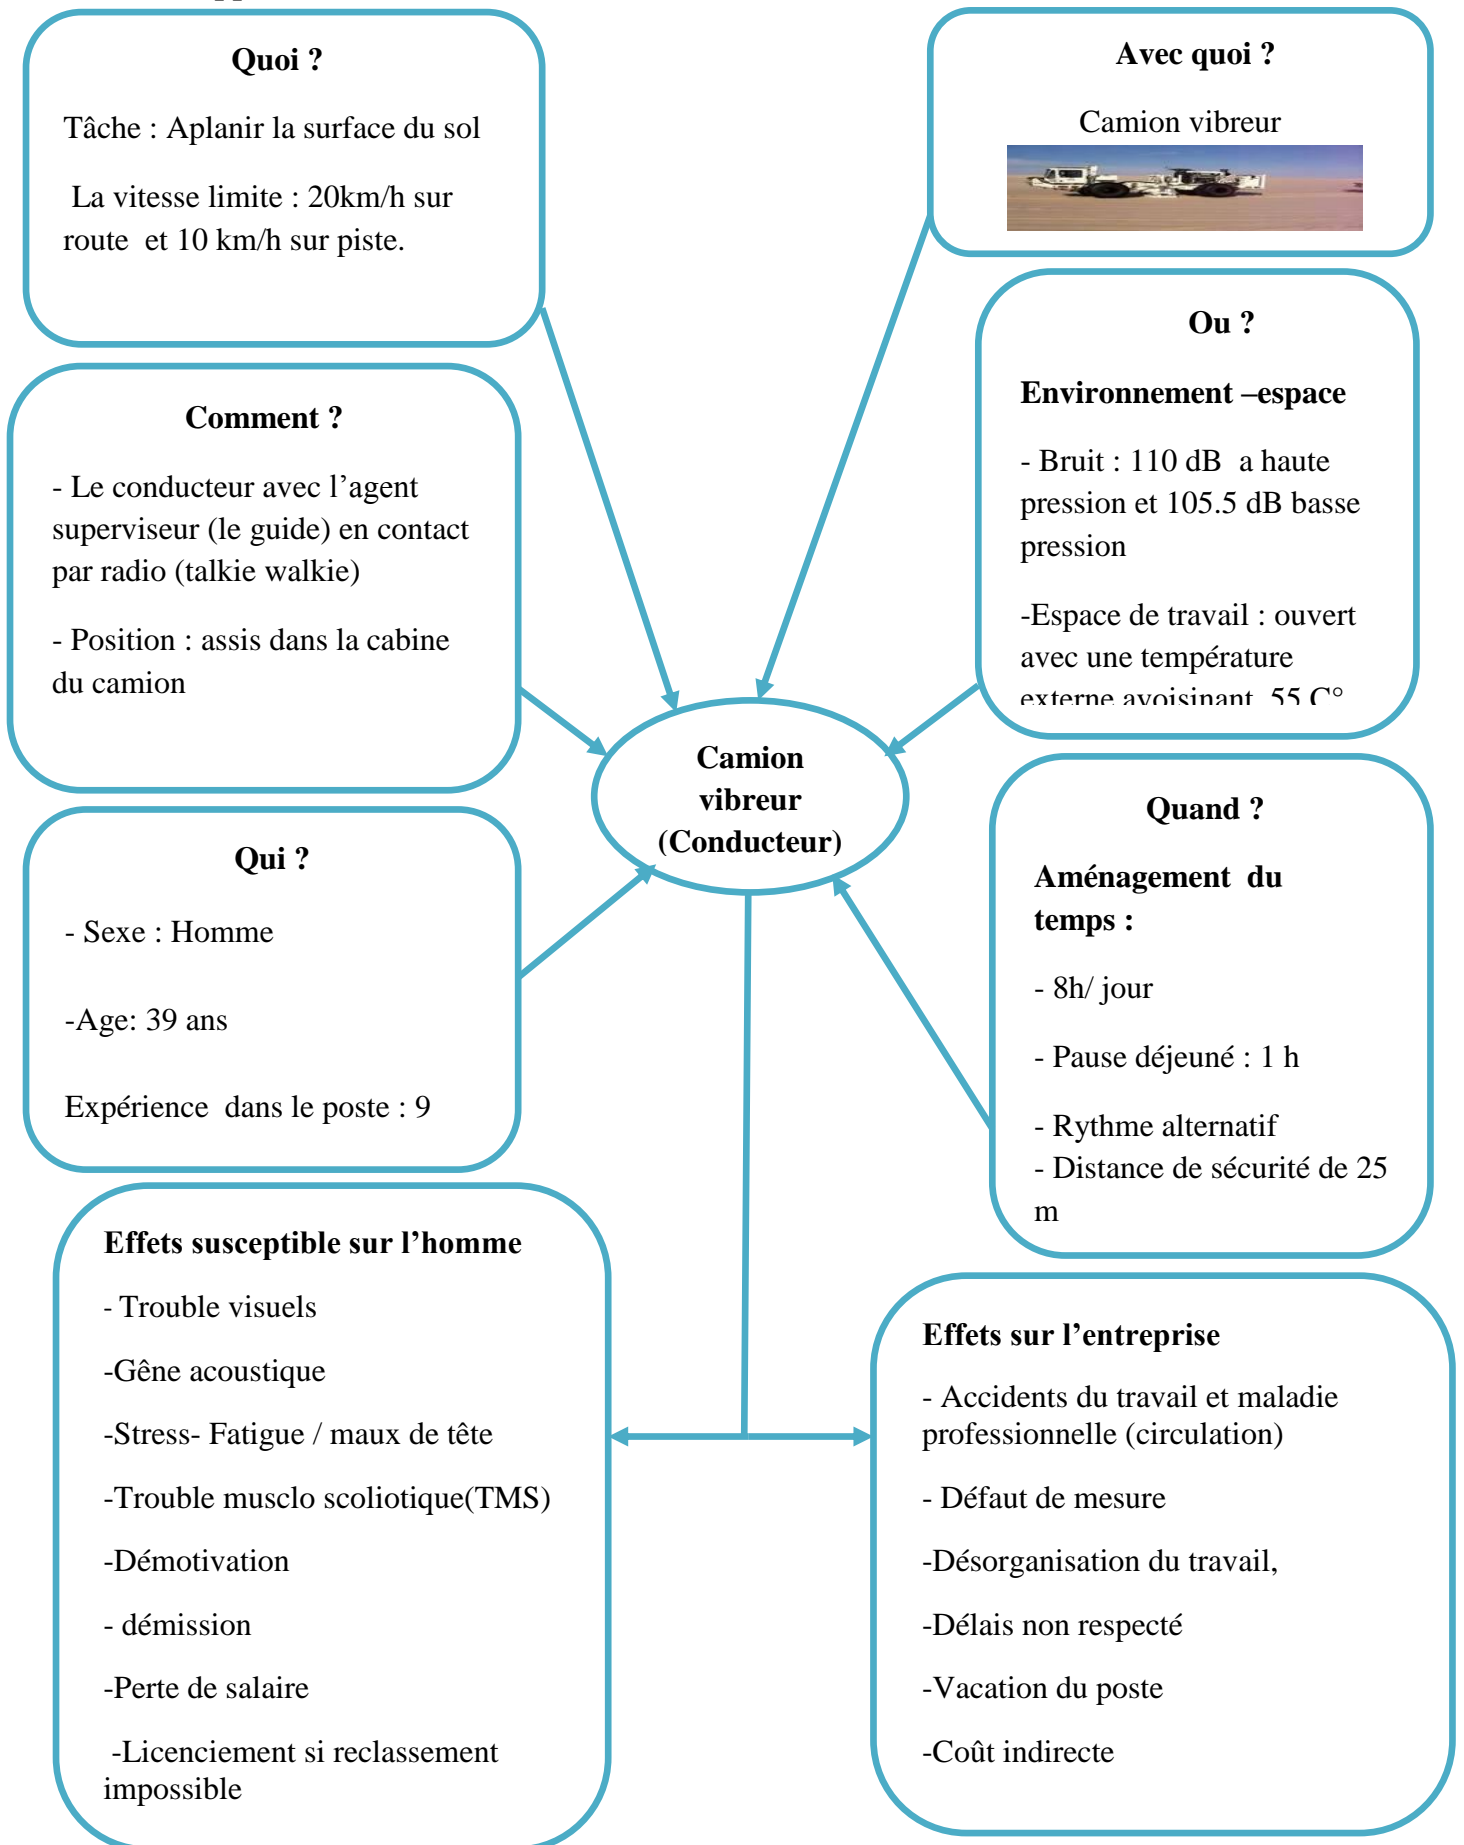 Quoi ?
Tâche : Aplanir la surface du sol
La vitesse limite : 20km/h sur
route et 10 km/h sur piste.
Avec quoi ?
Camion vibreur
Ou ?
Environnement –espace
- Bruit : 110 dB a haute
pression et 105.5 dB basse
pression
-Espace de travail : ouvert
avec une température
externe avoisinant 55 C°
Comment ?
- Le conducteur avec l’agent
superviseur (le guide) en contact
par radio (talkie walkie)
- Position : assis dans la cabine
du camion
Camion
vibreur
(Conducteur)
Quand ?
Aménagement du
temps :
- 8h/ jour
- Pause déjeuné : 1 h
- Rythme alternatif
- Distance de sécurité de 25
m
Qui ?
- Sexe : Homme
-Age: 39 ans
Expérience dans le poste : 9
Effets susceptible sur l’homme
- Trouble visuels
-Gêne acoustique
-Stress- Fatigue / maux de tête
-Trouble musclo scoliotique(TMS)
-Démotivation
- démission
-Perte de salaire
-Licenciement si reclassement
impossible
Effets sur l’entreprise
- Accidents du travail et maladie
professionnelle (circulation)
- Défaut de mesure
-Désorganisation du travail,
-Délais non respecté
-Vacation du poste
-Coût indirecte